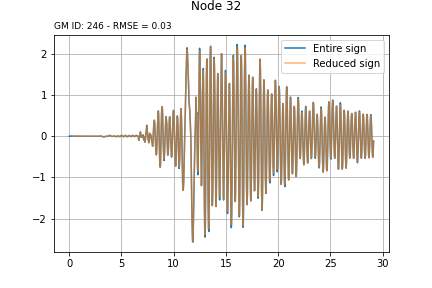 Node 32
GM ID: 246 - RMSE = 0.03
Entire sign
Reduced sign
2
1
0
−1
−2
0 5 10 15 20 25 30